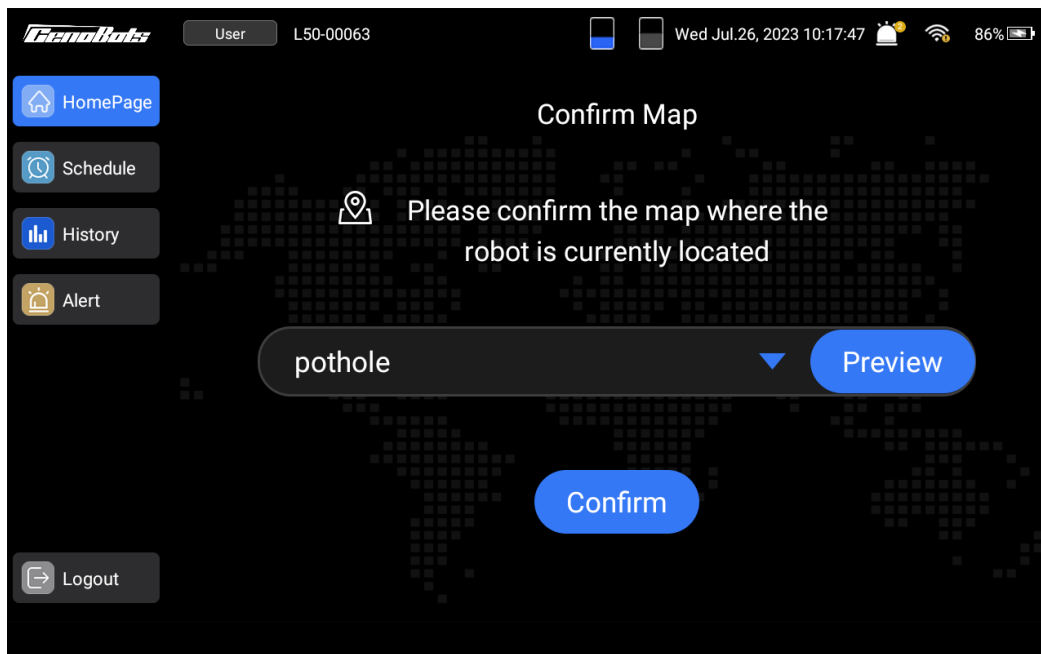 GenoBots
User
L50-00063
Wed Jul.26, 2023 10:17:47
2
86%
HomePage
Schedule
History
Alert
Logout
Confirm Map
Please confirm the map where the
robot is currently located
pothole
Preview
Confirm